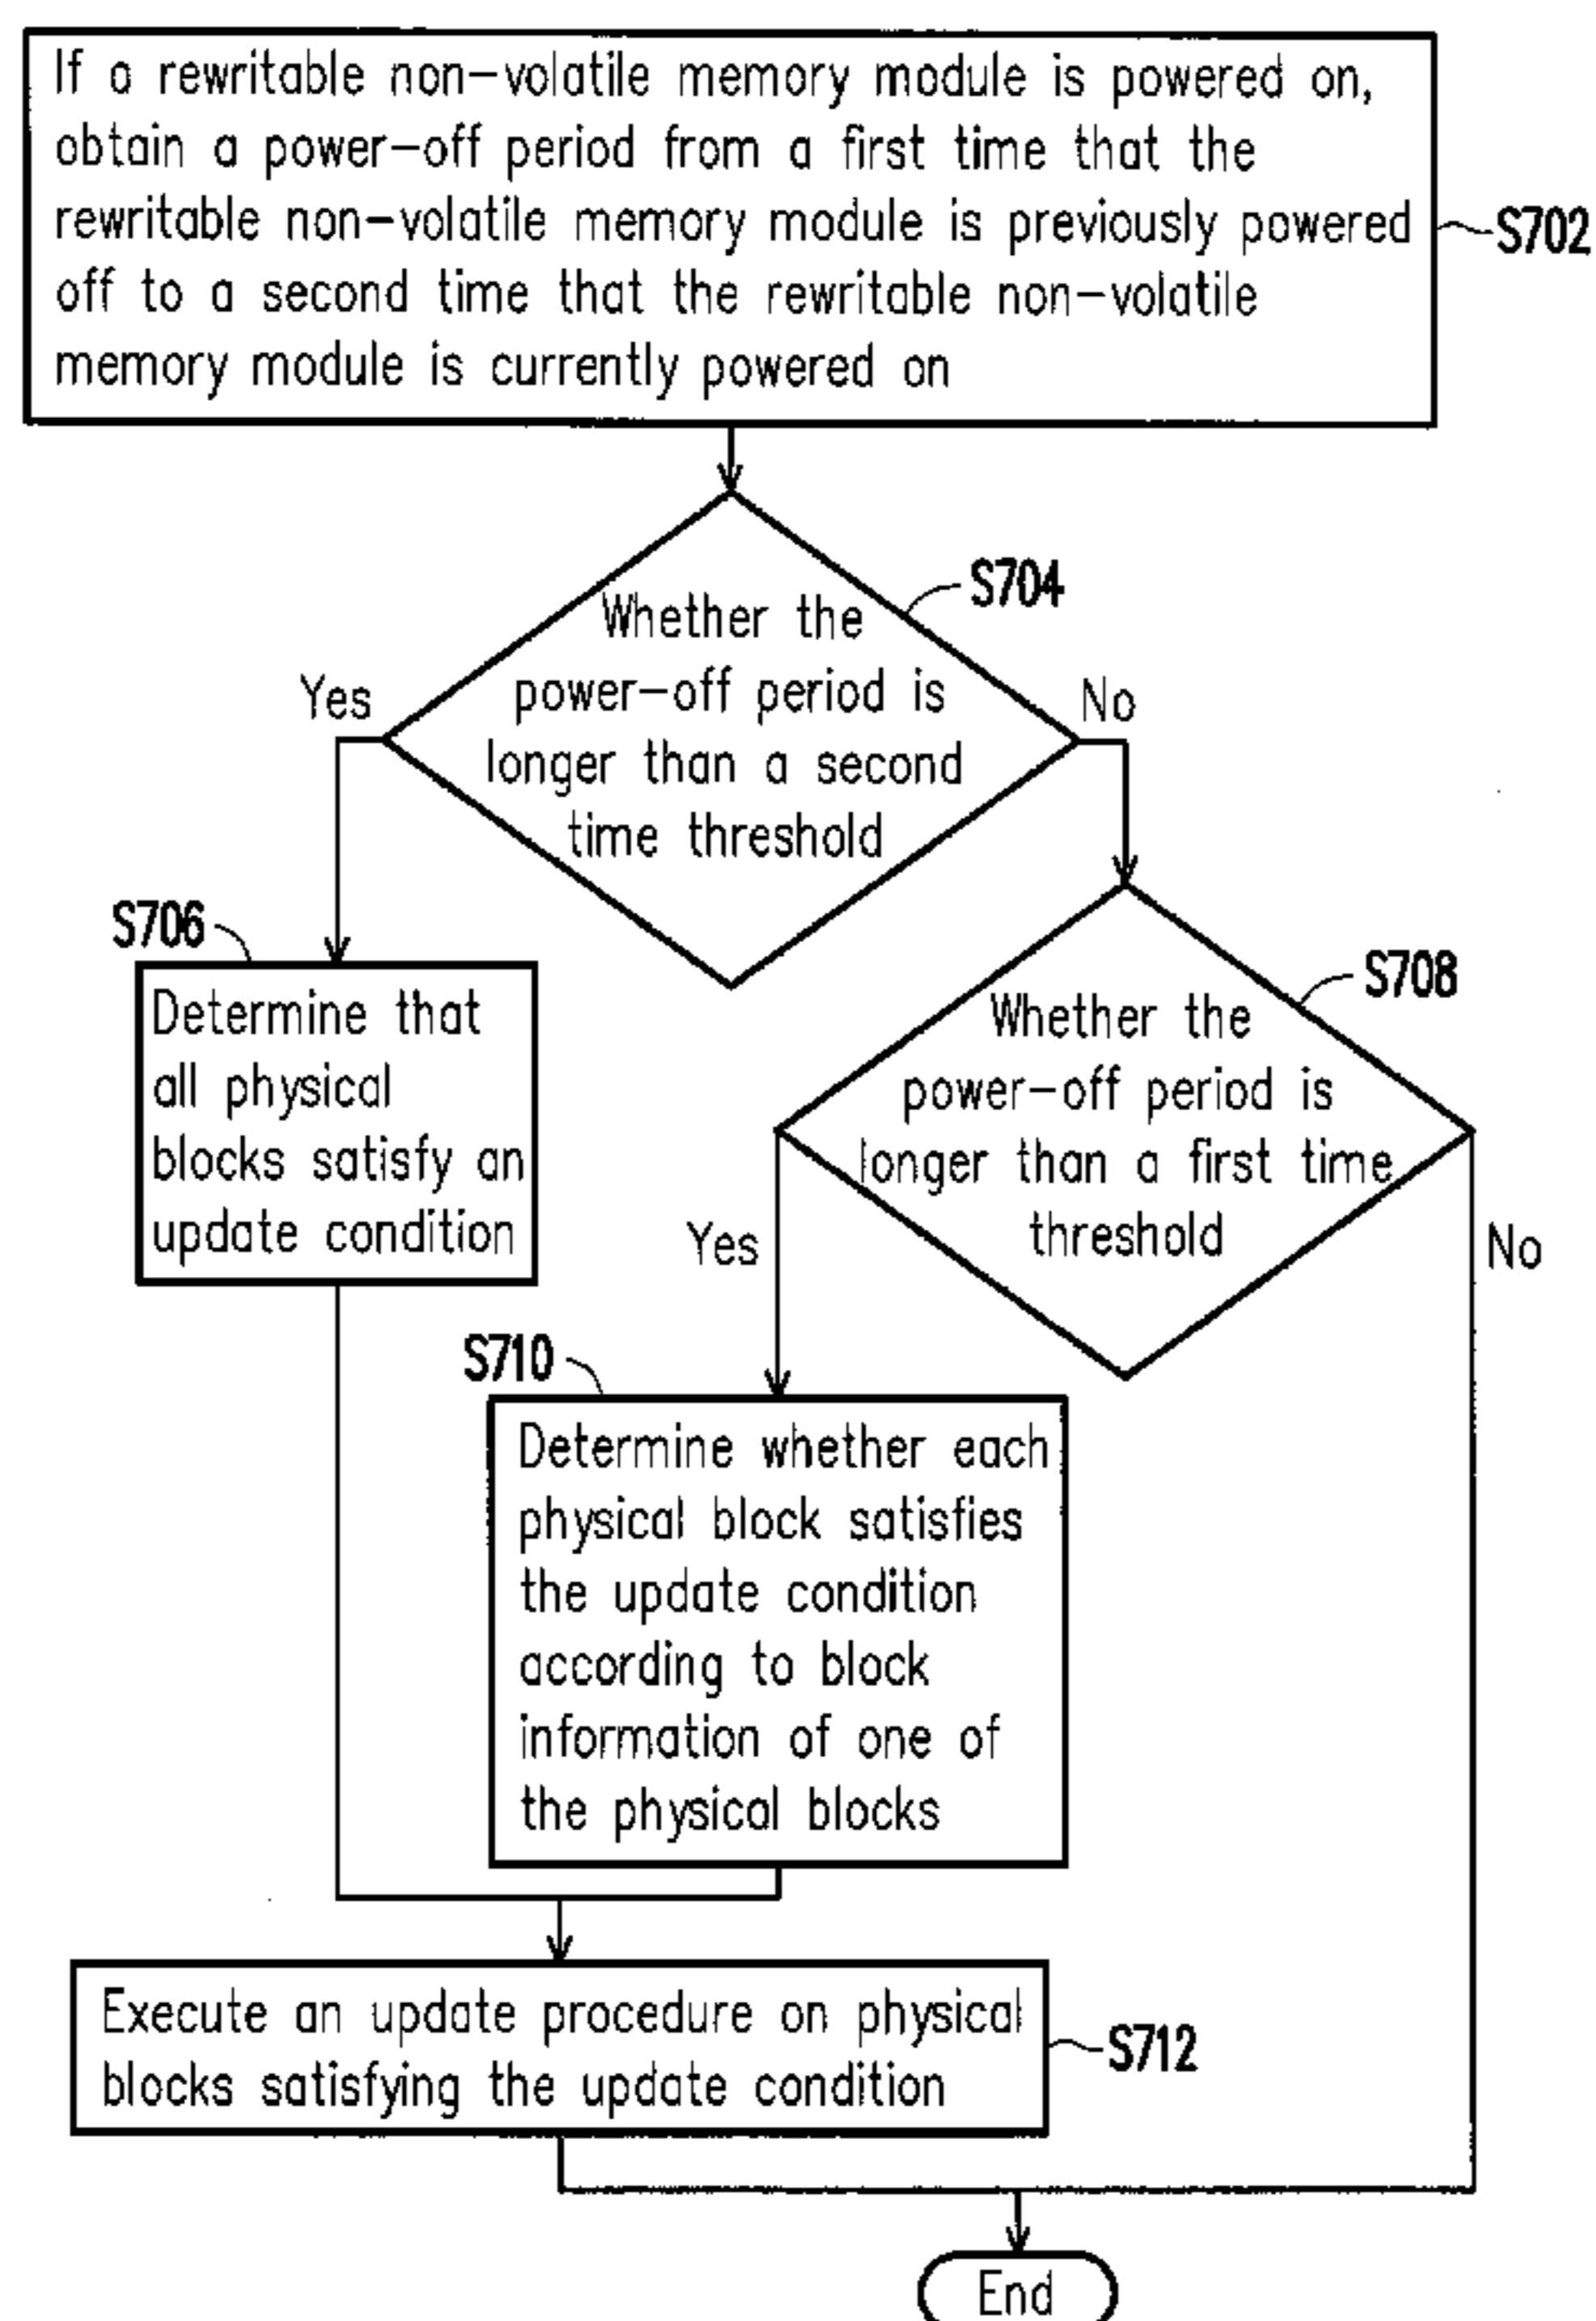 If a rewritable non-volatile memory module is powered on,
obtain a power-off period from a first time that the
rewritable non-volatile memory module is previously powered
off to a second time that the rewritable non-volatile
memory module is currently powered on
S702
S704
Whether the
power-off period is
longer than a second
time threshold
Yes
No
S706
Determine that
all physical
blocks satisfy an
update condition
S708
Whether the
power-off period is
longer than a first time
threshold
Yes
No
S710
Determine whether each
physical block satisfies
the update condition
according to block
information of one of
the physical blocks
Execute an update procedure on physical
blocks satisfying the update condition
S712
End